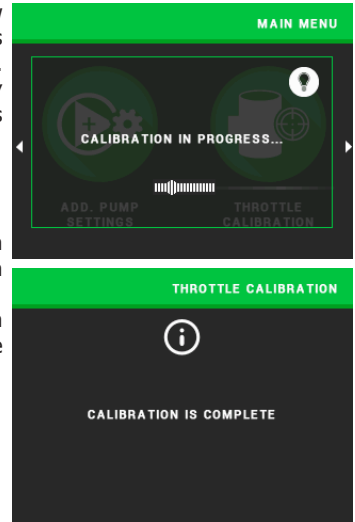 MAIN MENU
CALIBRATION IN PROGRESS...
ADD. PUMP
SETTINGS
THROTTLE
CALIBRATION
THROTTLE CALIBRATION
CALIBRATION IS COMPLETE